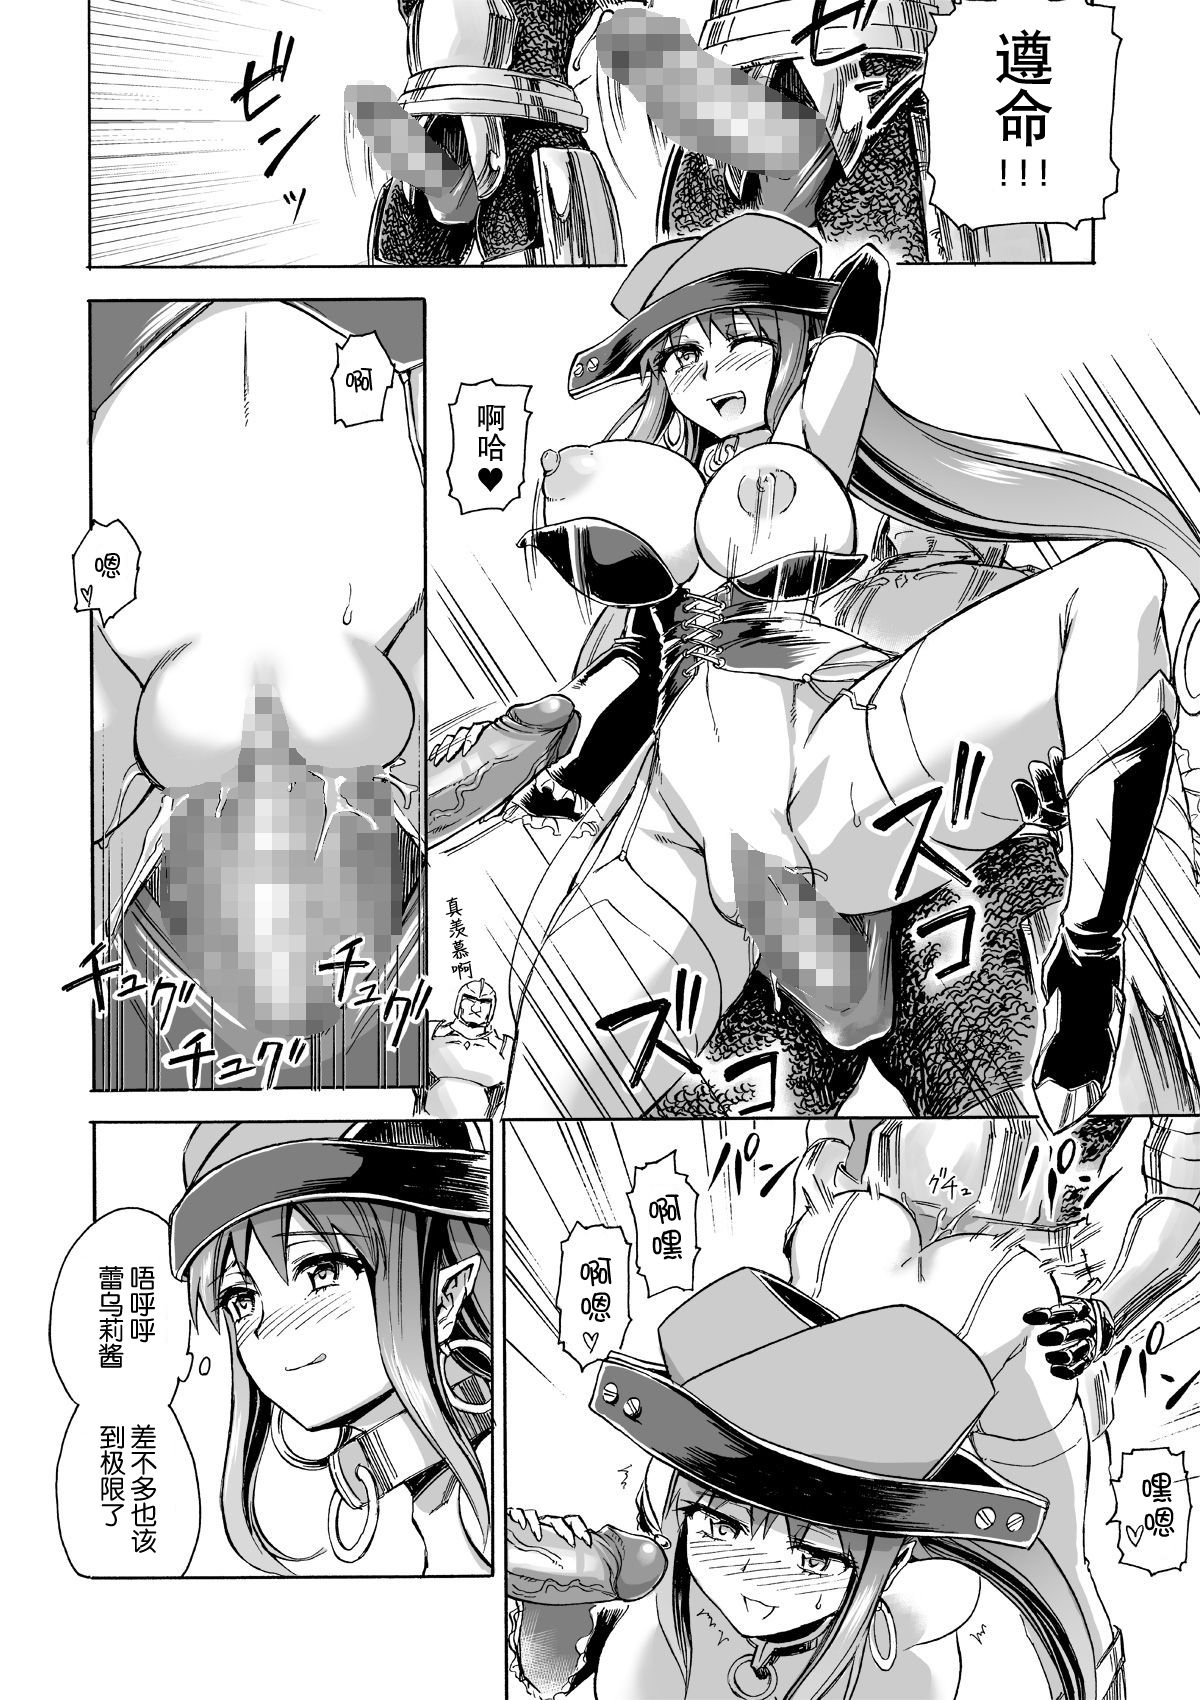 遵命
!!!
ビン
ビンッ
啊哈
♥
啊
嗯
♡
ズコ
ズコ
チュグ
チュグ
チュグ
真羡慕啊
グチュ
パン
パン
パン
啊嘿
啊嗯
♡
嘿嗯
♡
唔呼呼
蕾乌莉酱
差不多也该
到极限了